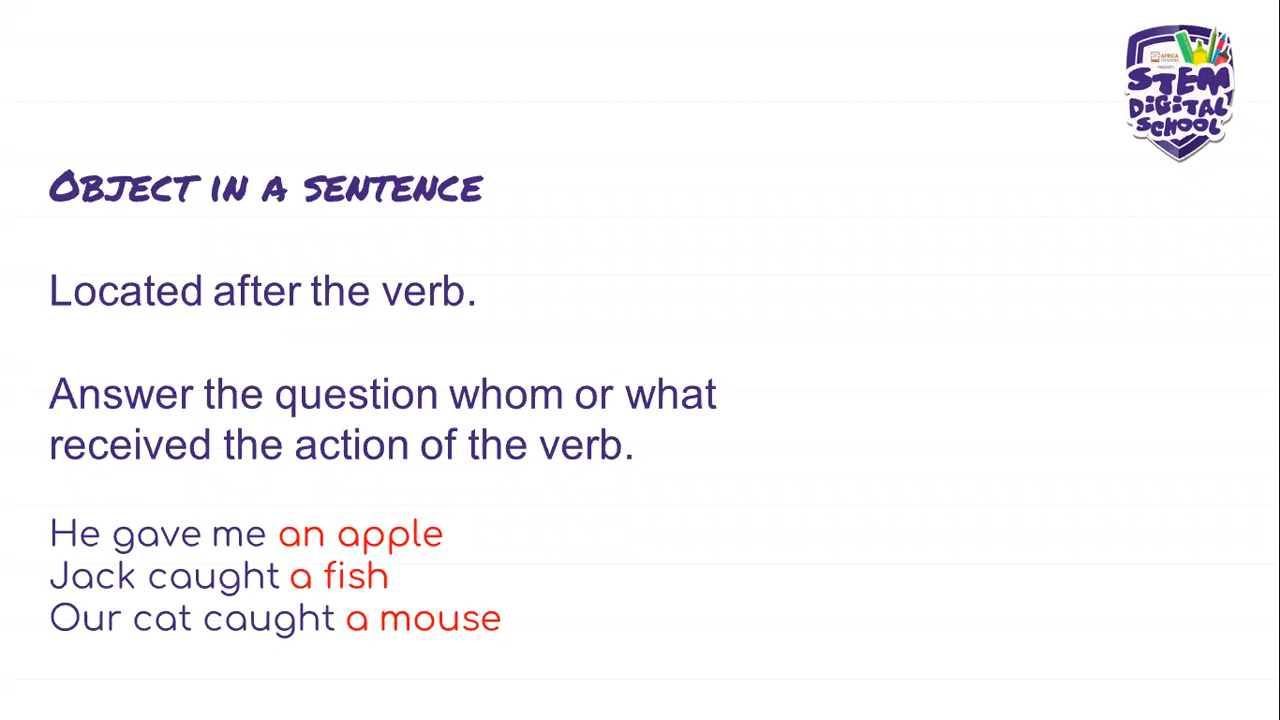 AFRICA
STEM
DIGITAL
SCHOOL
OBJECT IN A SENTENCE
Located after the verb.
Answer the question whom or what
received the action of the verb.
He gave me an apple
Jack caught a fish
Our cat caught a mouse